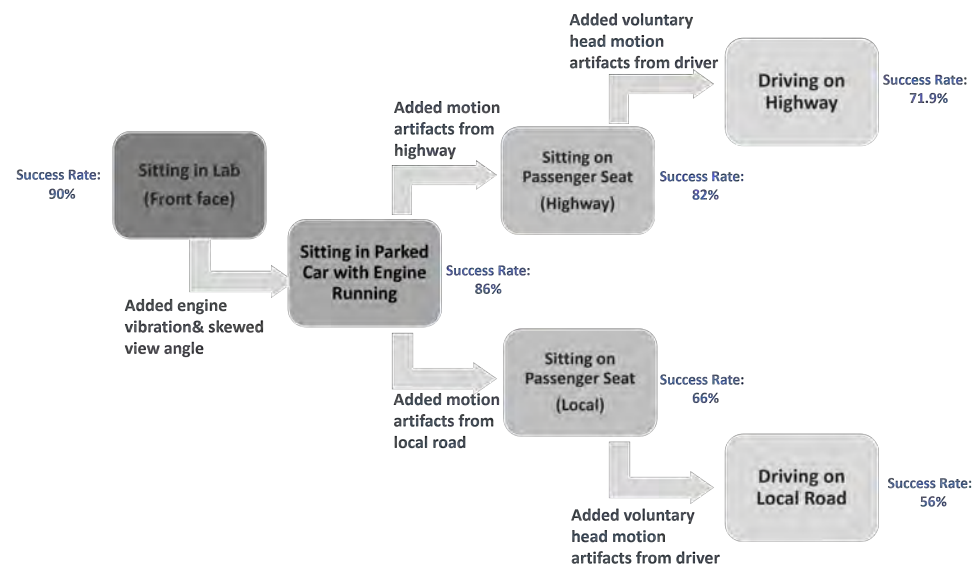 Added voluntary
head motion
artifacts from driver
Driving on
Highway
Success Rate:
71.9%
Added motion
artifacts from
highway
Sitting on
Passenger Seat
(Highway)
Success Rate:
82%
Success Rate:
90%
Sitting in Lab
(Front face)
Sitting in Parked
Car with Engine
Running
Success Rate:
86%
Added engine
vibration& skewed
view angle
Added motion
artifacts from
local road
Sitting on
Passenger Seat
(Local)
Success Rate:
66%
Driving on
Local Road
Success Rate:
56%
Added voluntary
head motion
artifacts from driver